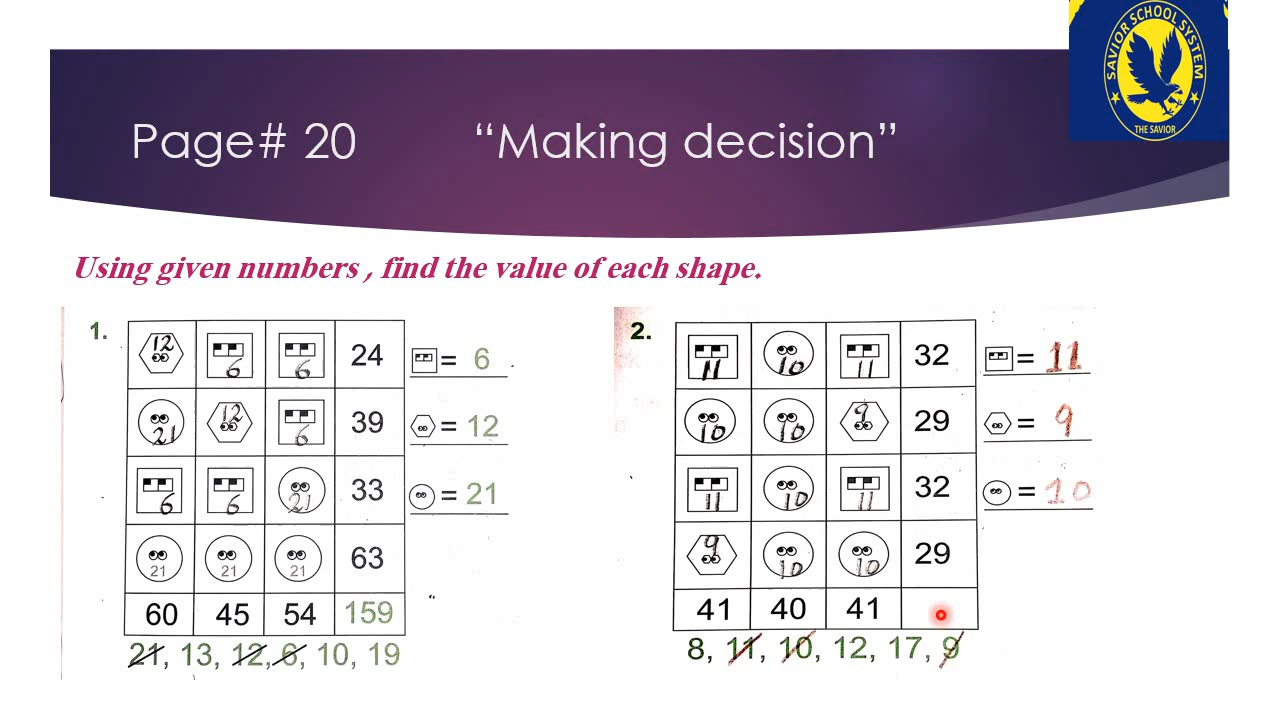 SAVIOR SCHOOL SYSTEM
THE SAVIOR
Page# 20 “Making decision”
Using given numbers , find the value of each shape.
1.
12 6 6 24 = 6
21 12 6 39 = 12
6 6 21 33 = 21
21 21 21 63
60 45 54 159
21, 13, 12, 6, 10, 19
2.
11 10 11 32 = 11
10 10 9 29 = 9
11 10 11 32 = 10
9 10 10 29
41 40 41
8, 11, 10, 12, 17, 9